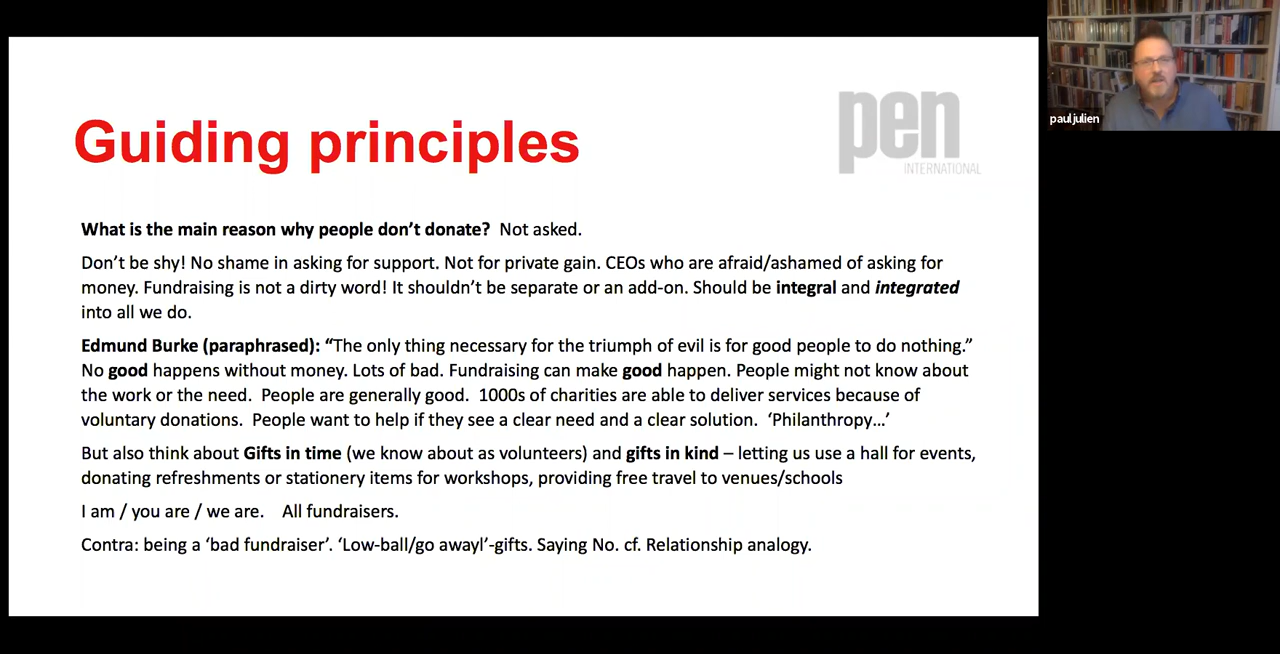 Guiding principles
pen
INTERNATIONAL
pauljulien
What is the main reason why people don’t donate?  Not asked.
Don’t be shy! No shame in asking for support. Not for private gain. CEOs who are afraid/ashamed of asking for
money. Fundraising is not a dirty word! It shouldn’t be separate or an add-on. Should be integral and integrated
into all we do.
Edmund Burke (paraphrased): “The only thing necessary for the triumph of evil is for good people to do nothing.”
No good happens without money. Lots of bad. Fundraising can make good happen. People might not know about
the work or the need.  People are generally good.  1000s of charities are able to deliver services because of
voluntary donations.  People want to help if they see a clear need and a clear solution.  ‘Philanthropy…’
But also think about Gifts in time (we know about as volunteers) and gifts in kind – letting us use a hall for events,
donating refreshments or stationery items for workshops, providing free travel to venues/schools
I am / you are / we are.    All fundraisers.
Contra: being a ‘bad fundraiser’. ‘Low-ball/go awayl’-gifts. Saying No. cf. Relationship analogy.